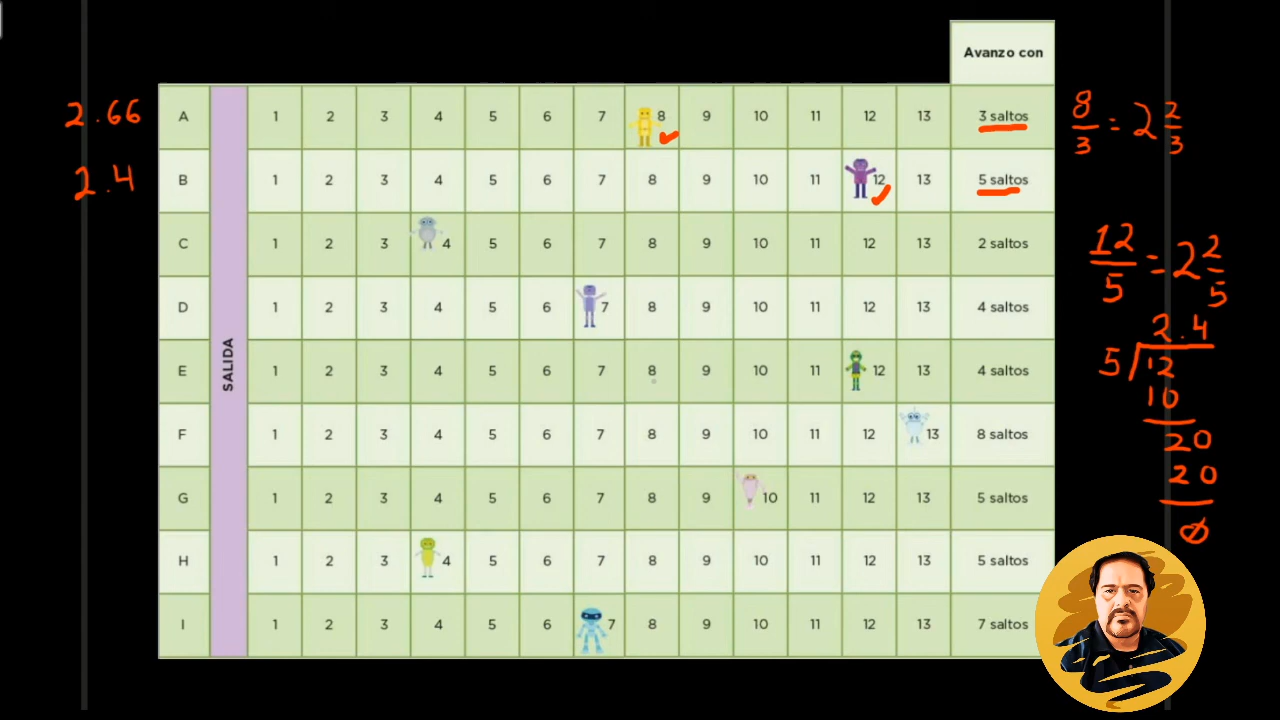 Avanzo con
2.66 A 1 2 3 4 5 6 7 8 9 10 11 12 13 3 saltos 8/3 = 2 2/3
2.4 B 1 2 3 4 5 6 7 8 9 10 11 12 13 5 saltos
C 1 2 3 4 5 6 7 8 9 10 11 12 13 2 saltos 12/5 = 2 2/5
D 1 2 3 4 5 6 7 8 9 10 11 12 13 4 saltos
SALIDA
2.4
E 1 2 3 4 5 6 7 8 9 10 11 12 13 4 saltos 5 12
10
F 1 2 3 4 5 6 7 8 9 10 11 12 13 8 saltos 20
20
G 1 2 3 4 5 6 7 8 9 10 11 12 13 5 saltos
0
H 1 2 3 4 5 6 7 8 9 10 11 12 13 5 saltos
I 1 2 3 4 5 6 7 8 9 10 11 12 13 7 saltos